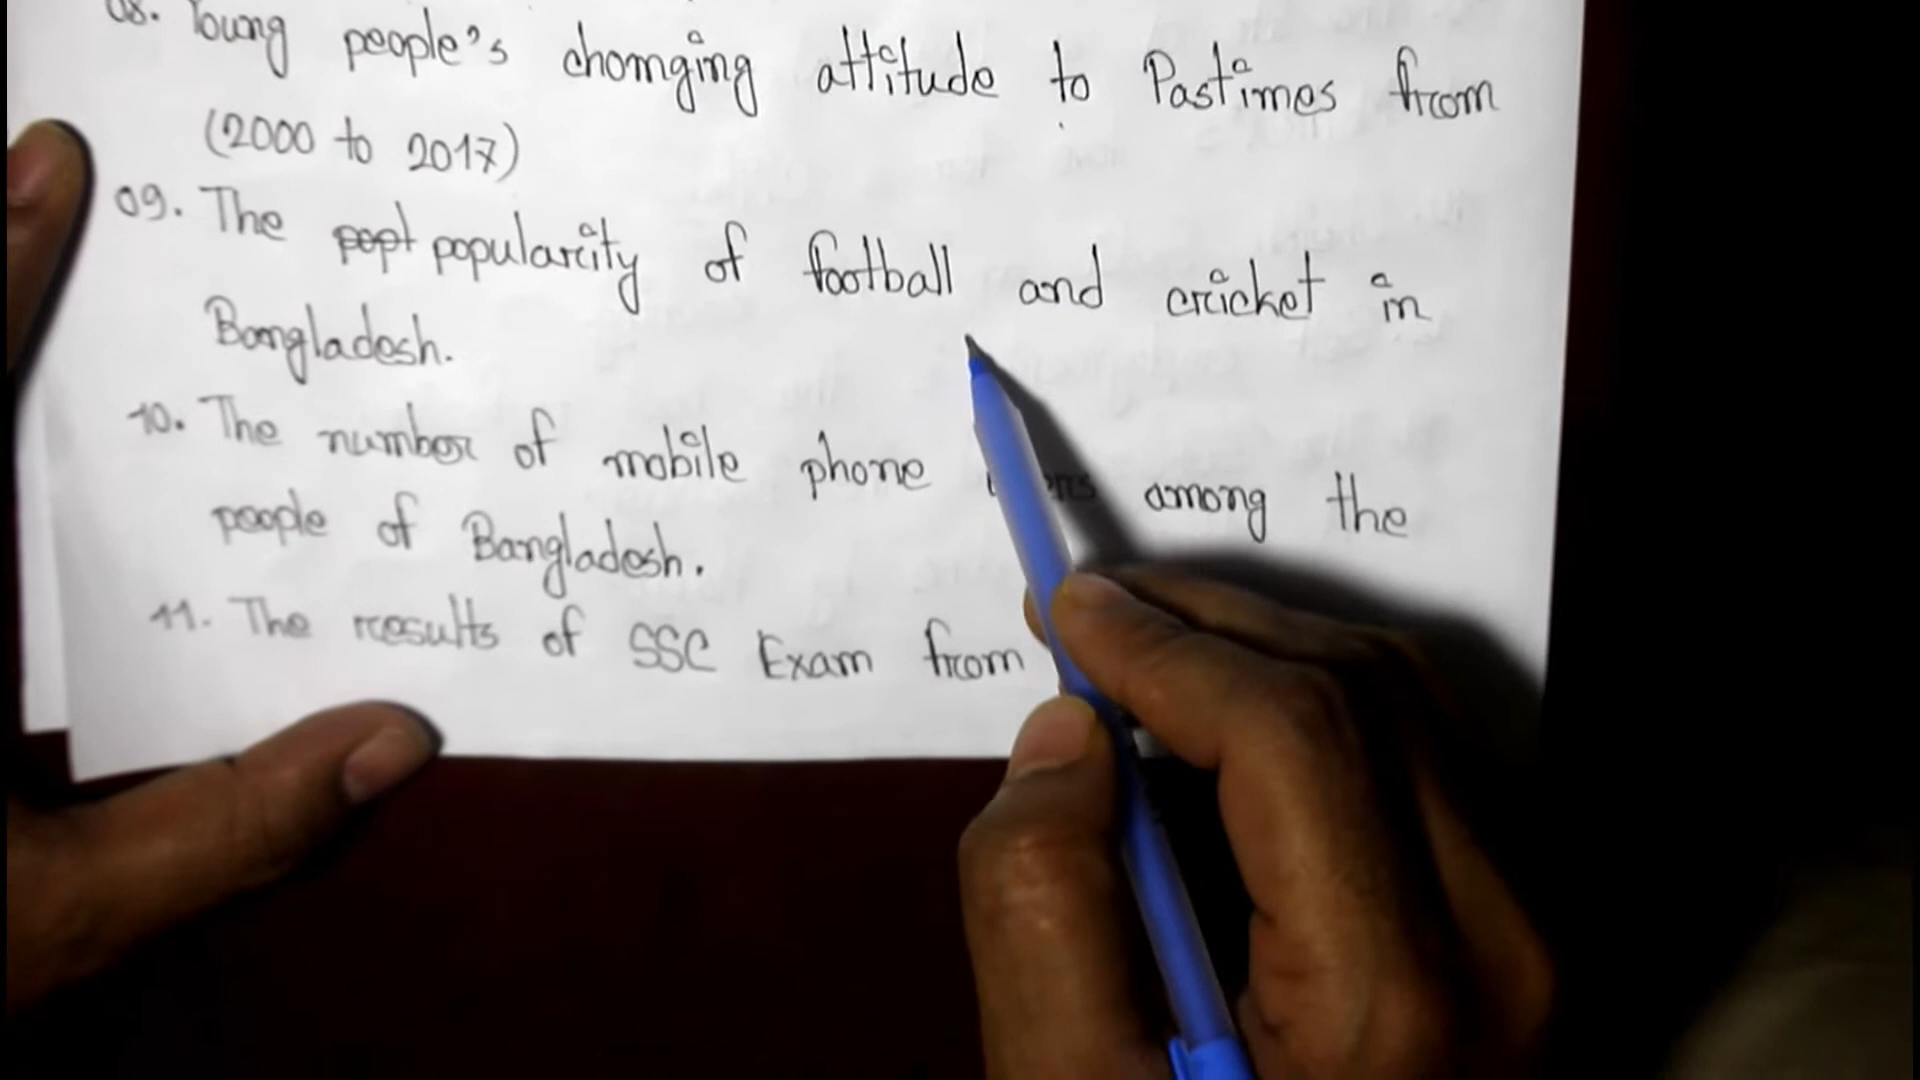 08. Young people's changing attitude to Pastimes from
(2000 to 2017)
09. The popularity of football and cricket in
Bangladesh.
10. The number of mobile phone among the
people of Bangladesh.
11. The results of SSC Exam from